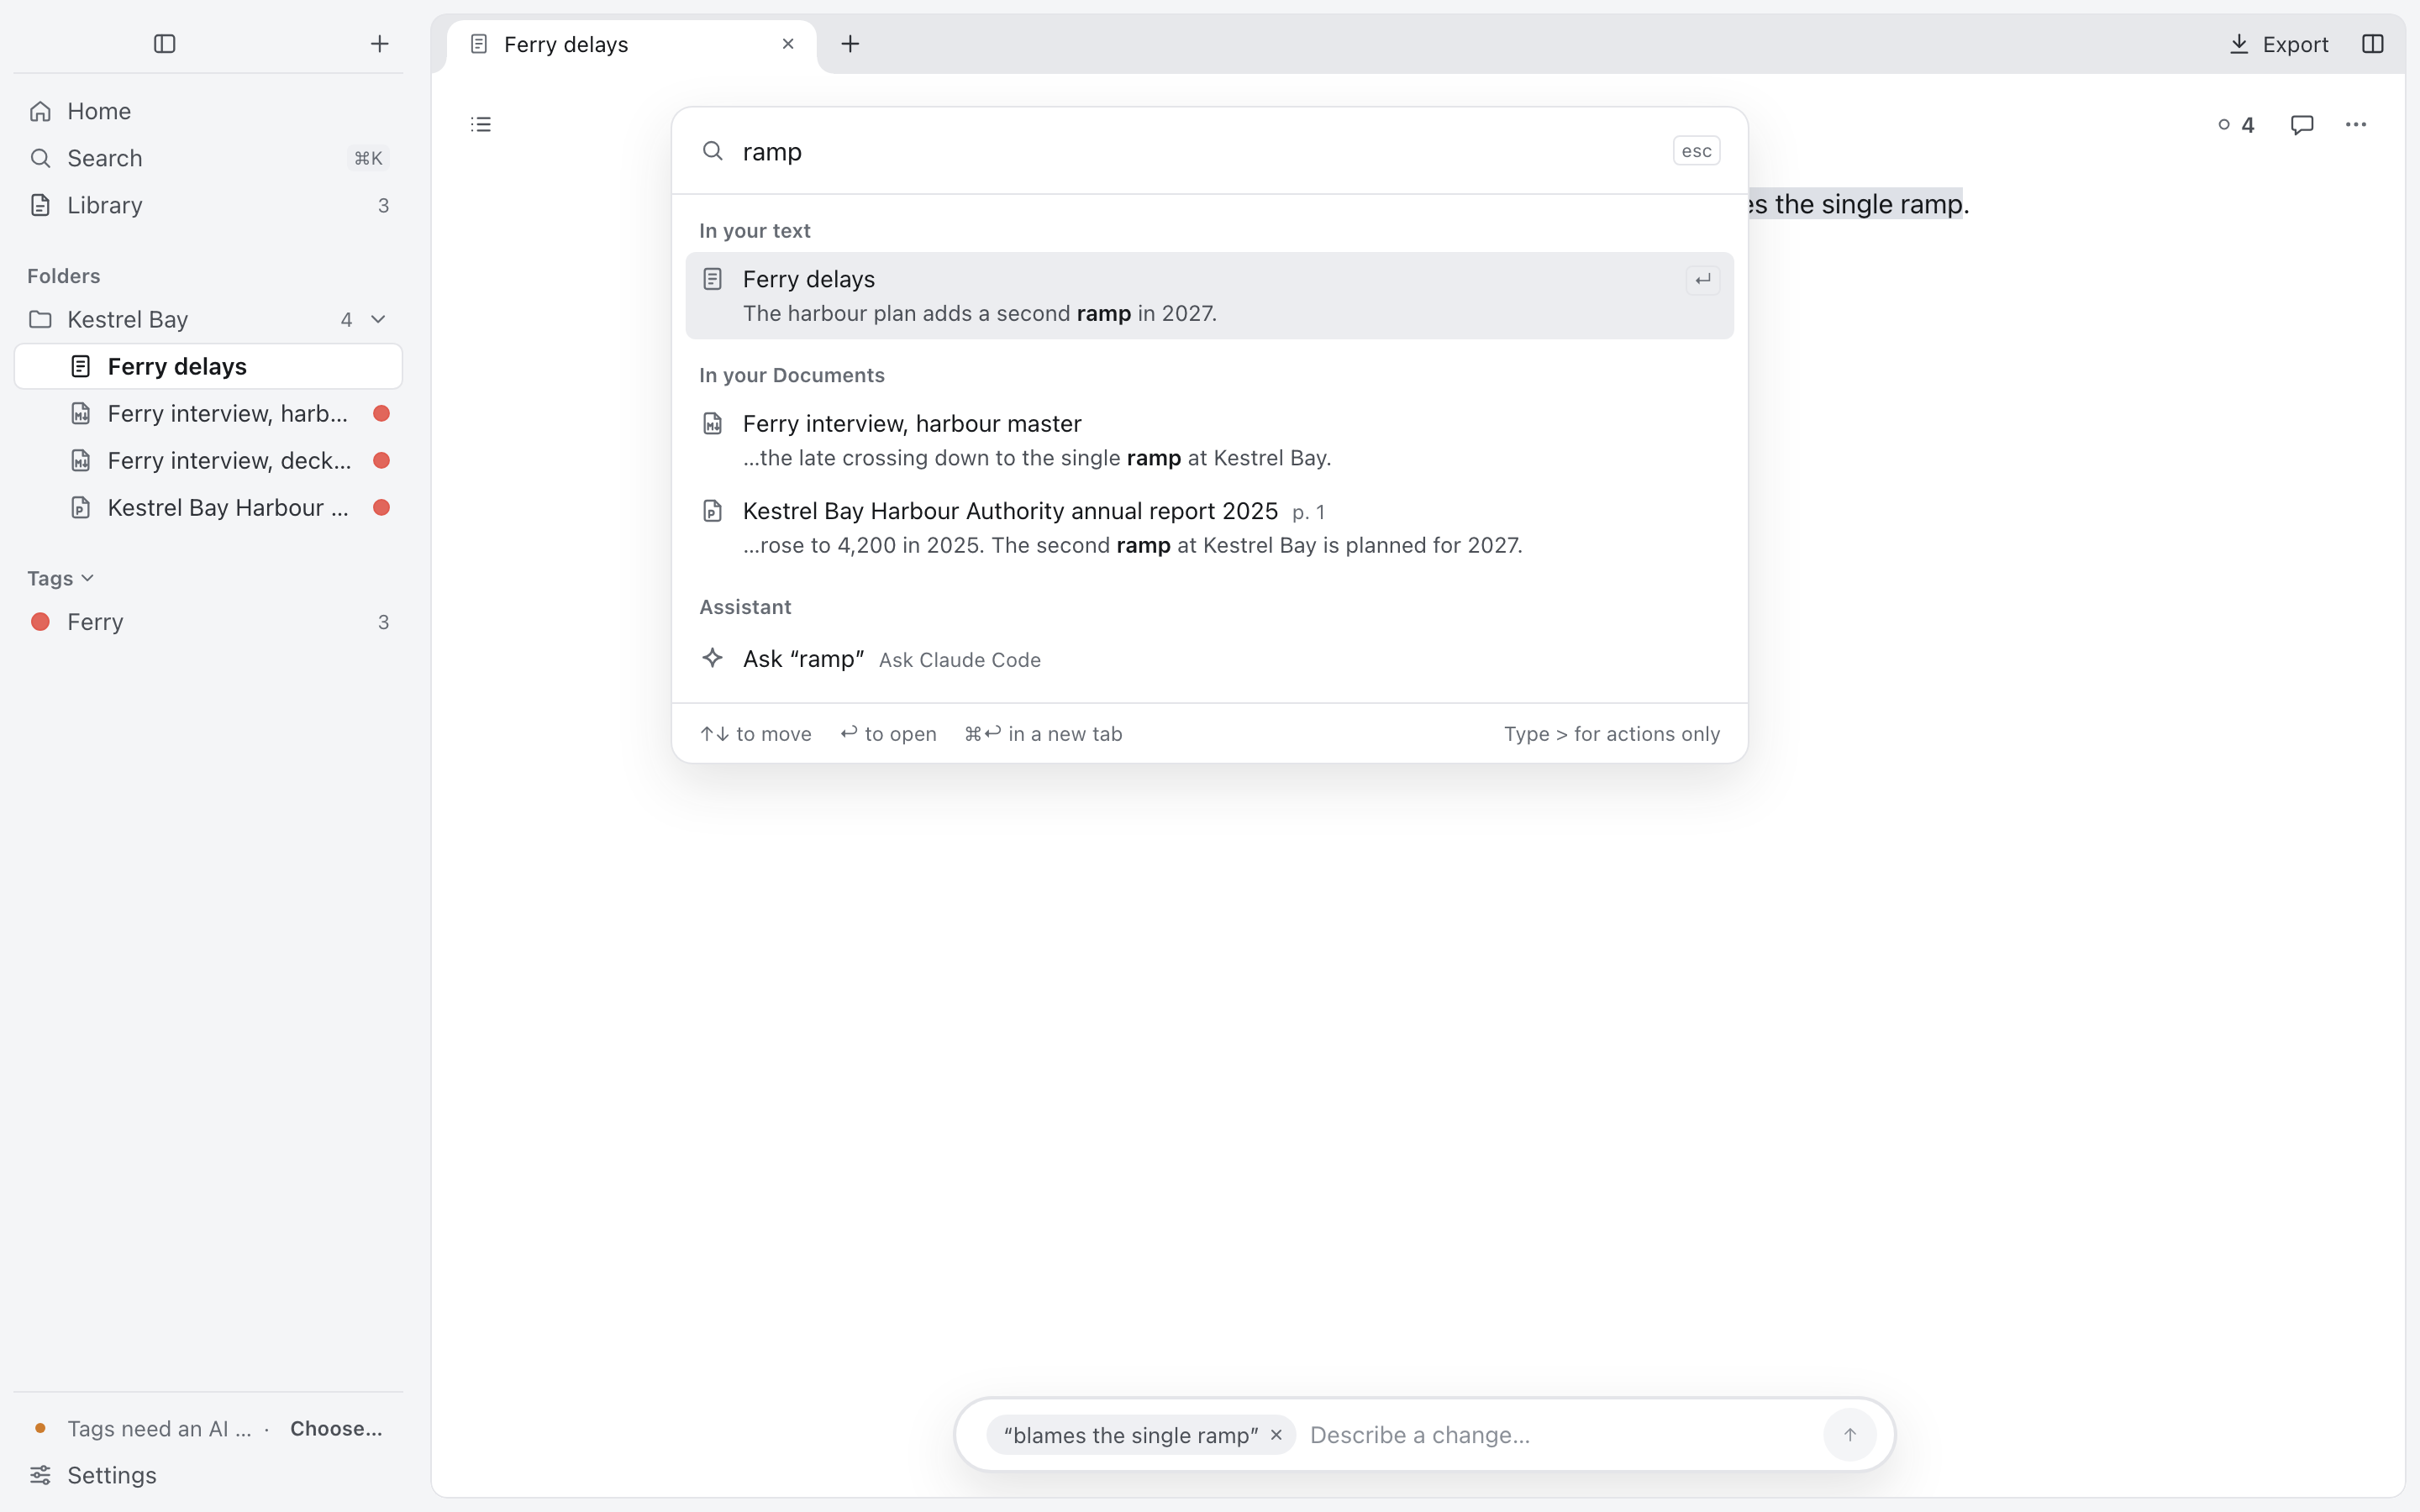 Home
Search ⌘K
Library 3
Folders
Kestrel Bay 4
Ferry delays
Ferry interview, harb...
Ferry interview, deck...
Kestrel Bay Harbour ...
Tags
Ferry 3
Tags need an AI ... · Choose...
Settings
Ferry delays
Export
4
ramp esc
es the single ramp.
In your text
Ferry delays
The harbour plan adds a second ramp in 2027.
In your Documents
Ferry interview, harbour master
...the late crossing down to the single ramp at Kestrel Bay.
Kestrel Bay Harbour Authority annual report 2025 p. 1
...rose to 4,200 in 2025. The second ramp at Kestrel Bay is planned for 2027.
Assistant
Ask “ramp” Ask Claude Code
↑↓ to move ↩ to open ⌘↩ in a new tab Type > for actions only
“blames the single ramp” × Describe a change...